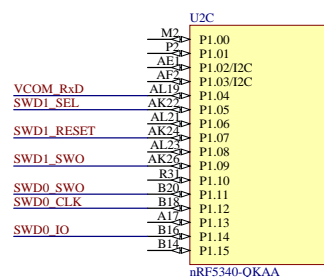 U2C
M2 P1.00
P2 P1.01
AE1 P1.02/I2C
AF2 P1.03/I2C
VCOM_RxD AL19 P1.04
SWD1_SEL AK22 P1.05
AL21 P1.06
SWD1_RESET AK24 P1.07
AL23 P1.08
SWD1_SWO AK26 P1.09
R31 P1.10
SWD0_SWO B20 P1.11
SWD0_CLK B18 P1.12
A17 P1.13
SWD0_IO B16 P1.14
B14 P1.15
nRF5340-QKAA